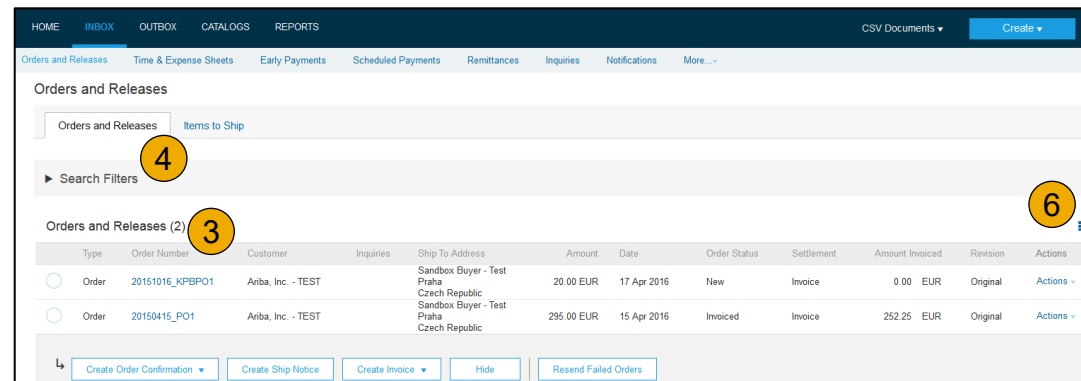 HOME INBOX OUTBOX CATALOGS REPORTS CSV Documents ▼ Create ▼
Orders and Releases Time & Expense Sheets Early Payments Scheduled Payments Remittances Inquiries Notifications More...
Orders and Releases
Orders and Releases Items to Ship
4
► Search Filters
6
Orders and Releases (2)
3
Type Order Number Customer Inquiries Ship To Address Amount Date Order Status Settlement Amount Invoiced Revision Actions
Order 20151016_KPBPO1 Ariba, Inc. - TEST Sandbox Buyer - Test 20.00 EUR 17 Apr 2016 New Invoice 0.00 EUR Original Actions
Praha
Czech Republic
Order 20150415_PO1 Ariba, Inc. - TEST Sandbox Buyer - Test 295.00 EUR 15 Apr 2016 Invoiced Invoice 252.25 EUR Original Actions
Praha
Czech Republic
Create Order Confirmation ▼ Create Ship Notice Create Invoice ▼ Hide Resend Failed Orders